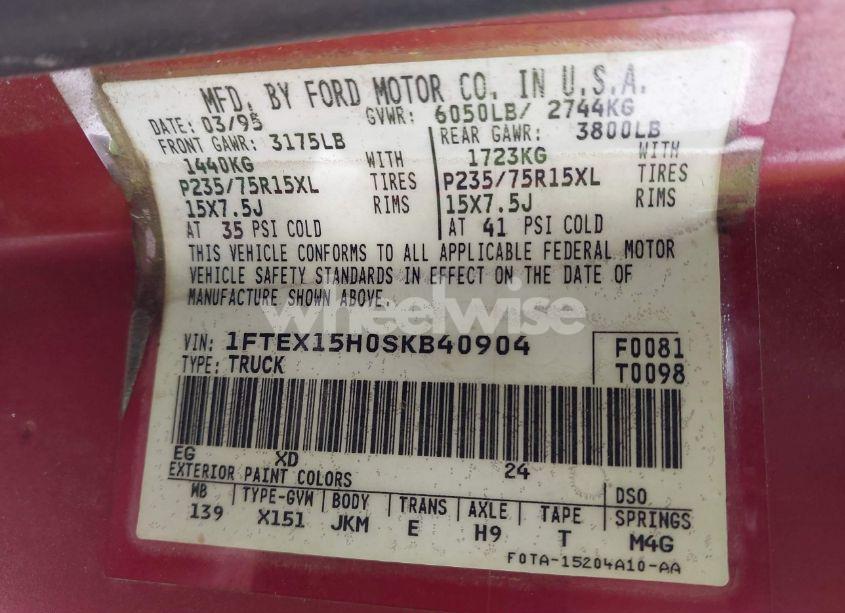 MFD. BY FORD MOTOR CO. IN U.S.A.
DATE: 03/95 GVWR: 6050LB/ 2744KG
FRONT GAWR: 3175LB REAR GAWR: 3800LB
1440KG WITH 1723KG WITH
P235/75R15XL TIRES P235/75R15XL TIRES
15X7.5J RIMS 15X7.5J RIMS
AT 35 PSI COLD AT 41 PSI COLD
THIS VEHICLE CONFORMS TO ALL APPLICABLE FEDERAL MOTOR
VEHICLE SAFETY STANDARDS IN EFFECT ON THE DATE OF
MANUFACTURE SHOWN ABOVE.
wheelwise
VIN: 1FTEX15H0SKB40904 F0081
TYPE: TRUCK T0098
EG XD 24
EXTERIOR PAINT COLORS DSO
WB TYPE-GVW BODY TRANS AXLE TAPE SPRINGS
139 X151 JKM E H9 T M4G
F0TA-15204A10-AA